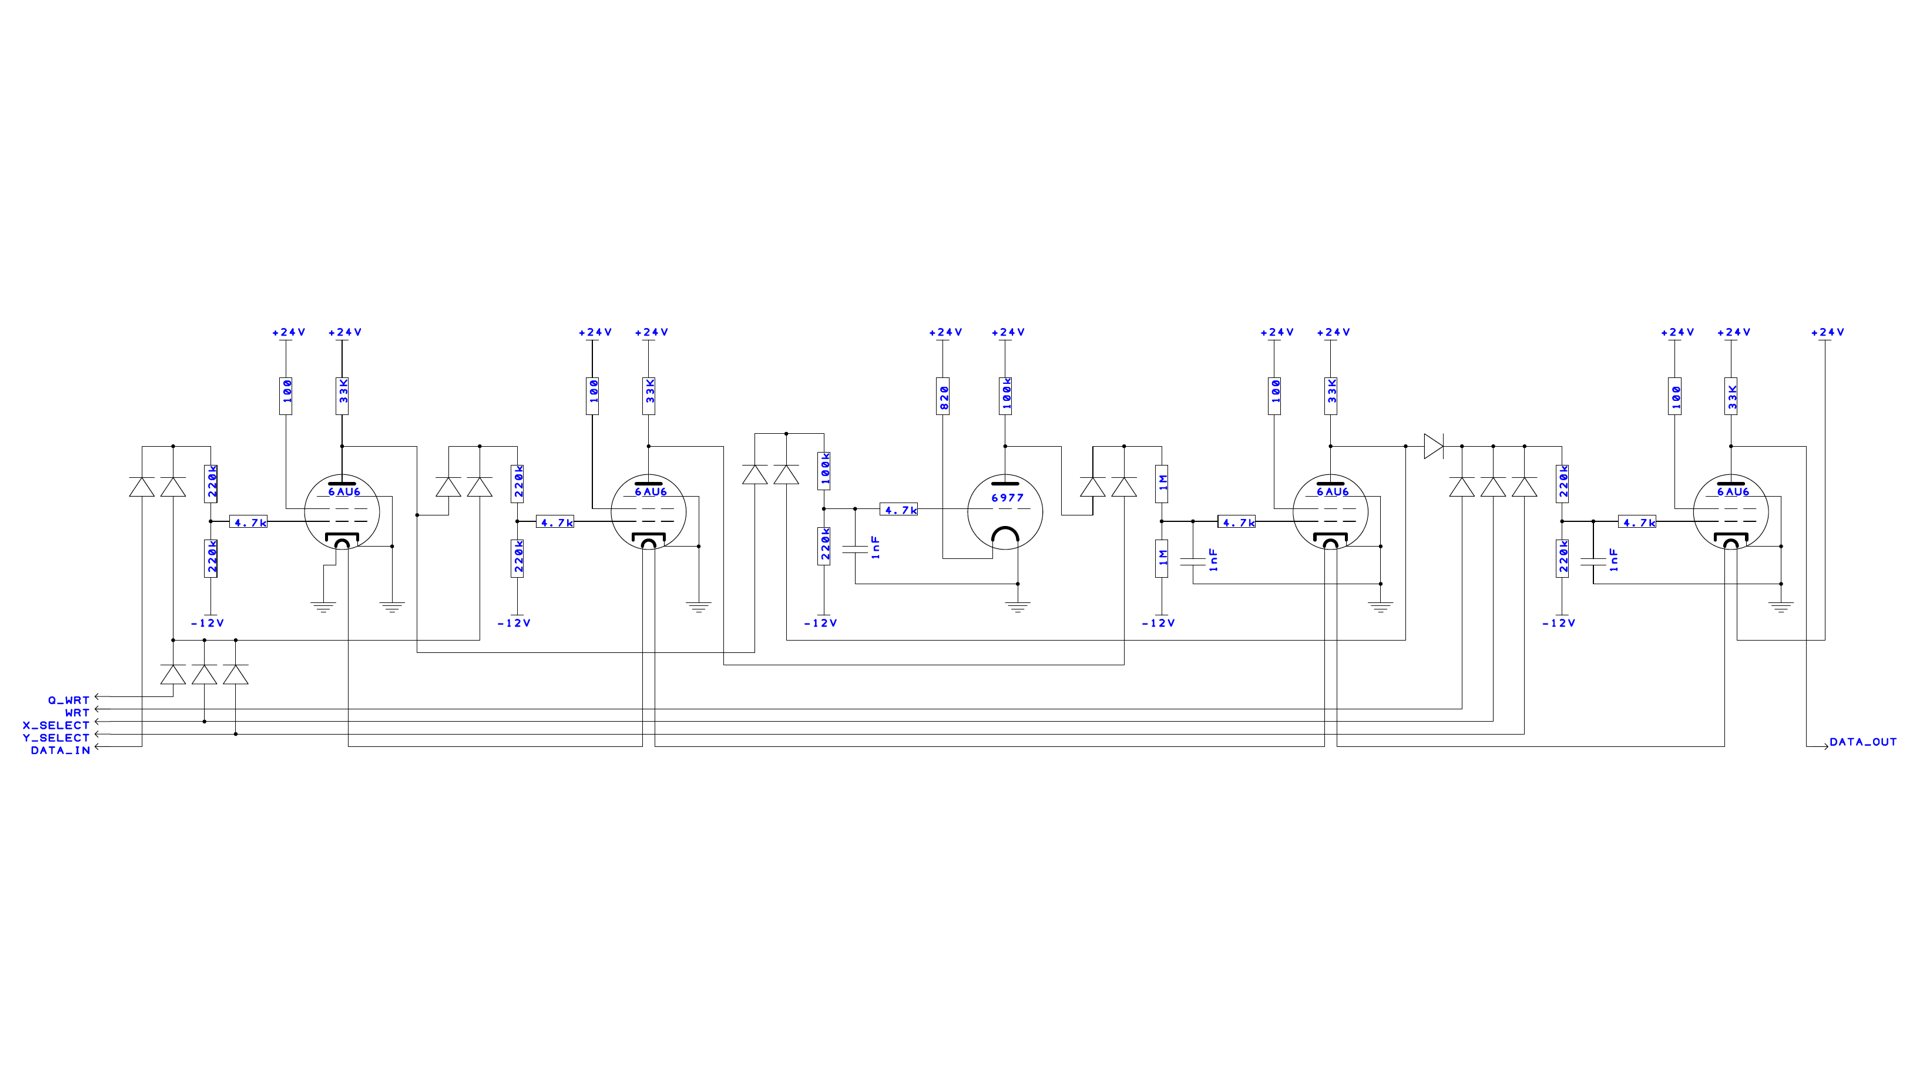 +24V +24V +24V +24V +24V +24V +24V +24V +24V +24V +24V
100 33K 100 33K 820 100k 100 33K 100 33K
220k 220k 100k 1M 220k
6AU6 6AU6 6977 6AU6 6AU6
4.7k 4.7k 4.7k 4.7k 4.7k
220k 220k 220k 1nF 1M 1nF 220k 1nF
-12V -12V -12V -12V -12V
Q_WRT
WRT
X_SELECT
Y_SELECT
DATA_IN
DATA_OUT